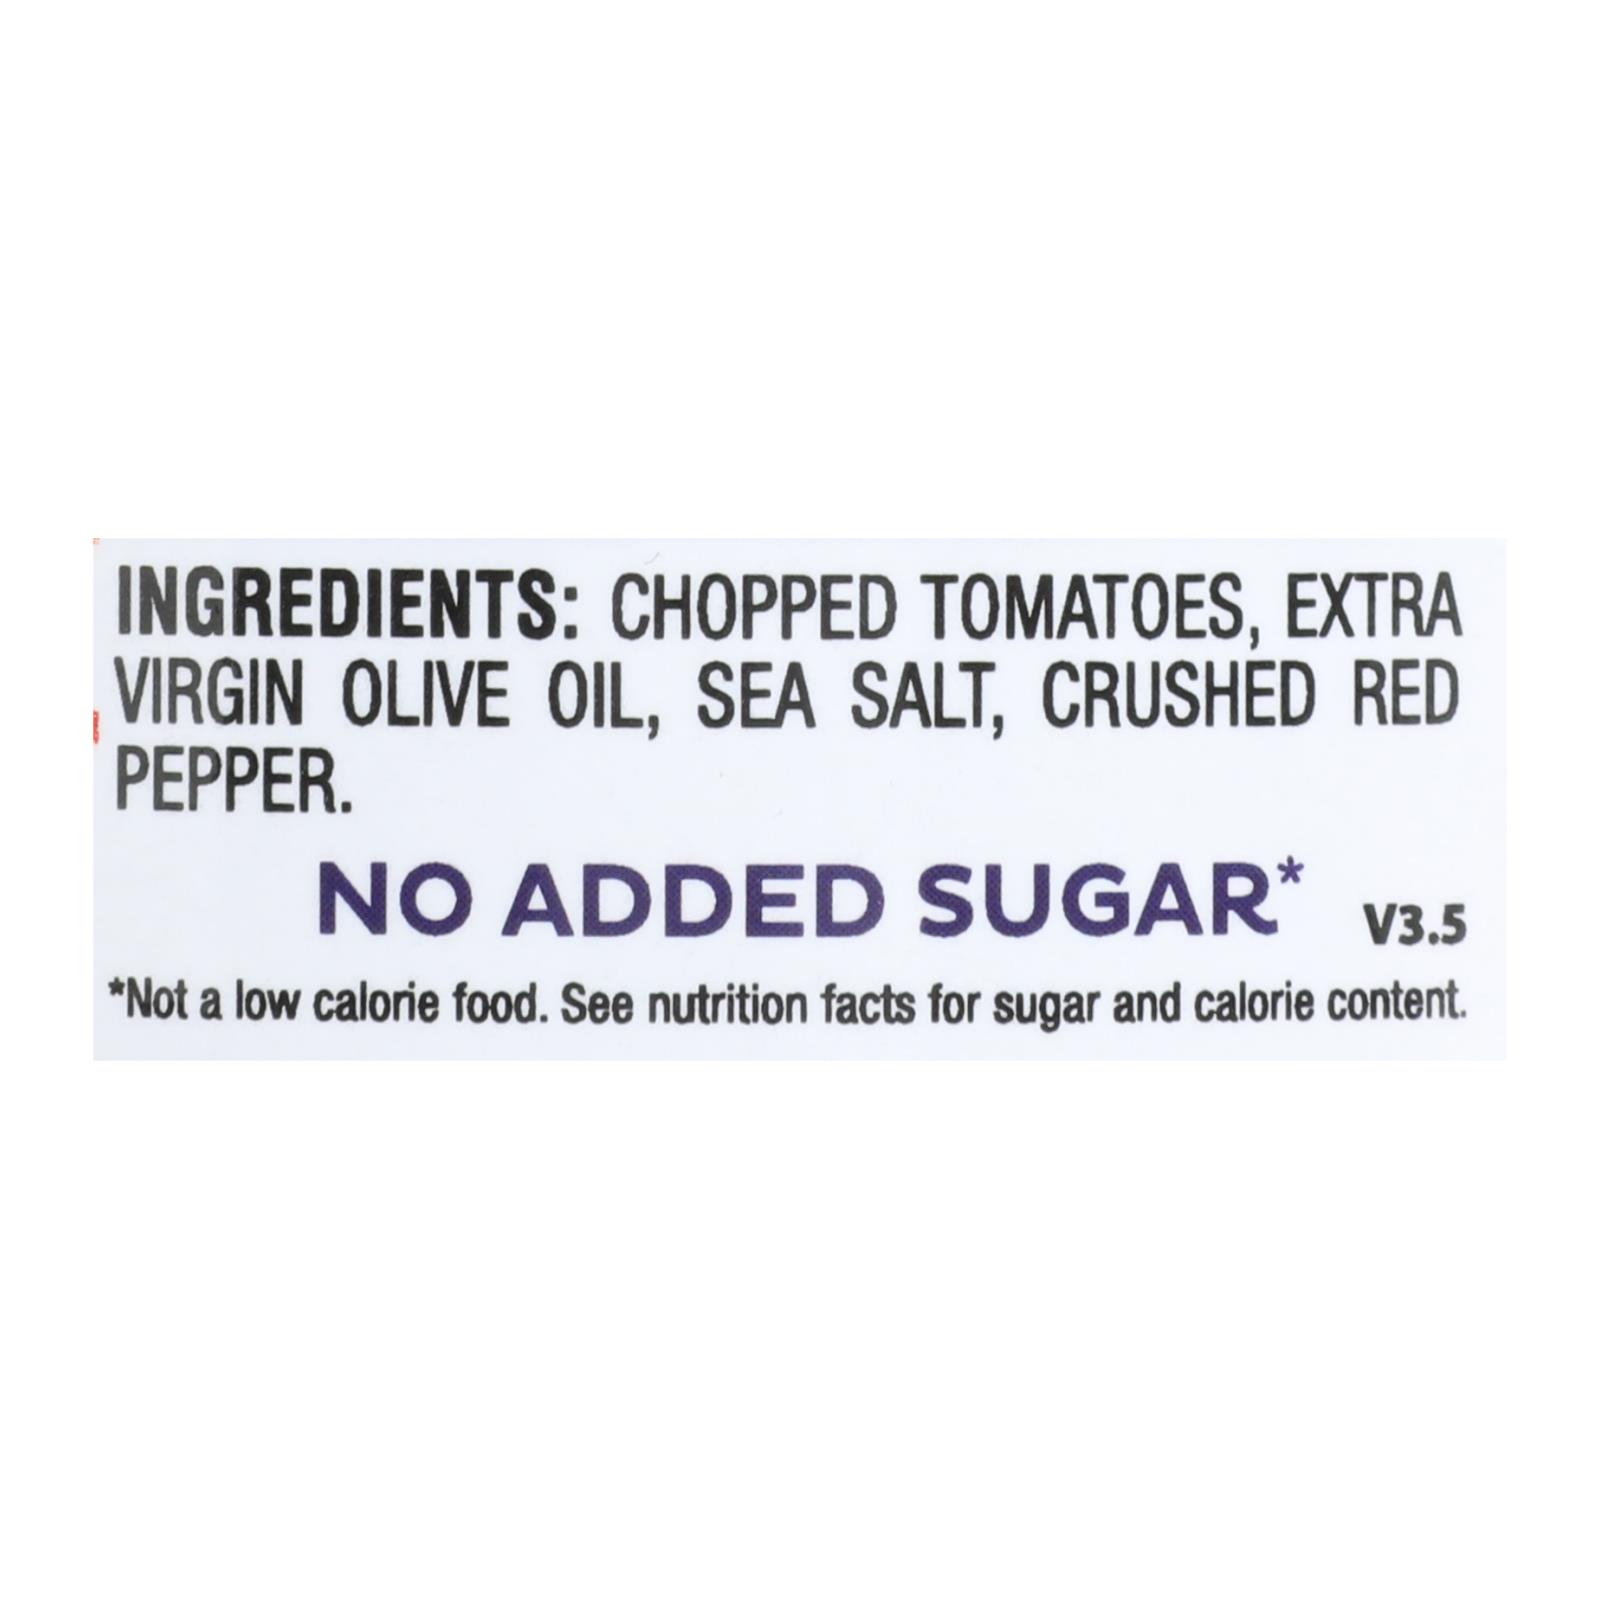 INGREDIENTS: CHOPPED TOMATOES, EXTRA
VIRGIN OLIVE OIL, SEA SALT, CRUSHED RED
PEPPER.
NO ADDED SUGAR*
V3.5
*Not a low calorie food. See nutrition facts for sugar and calorie content.